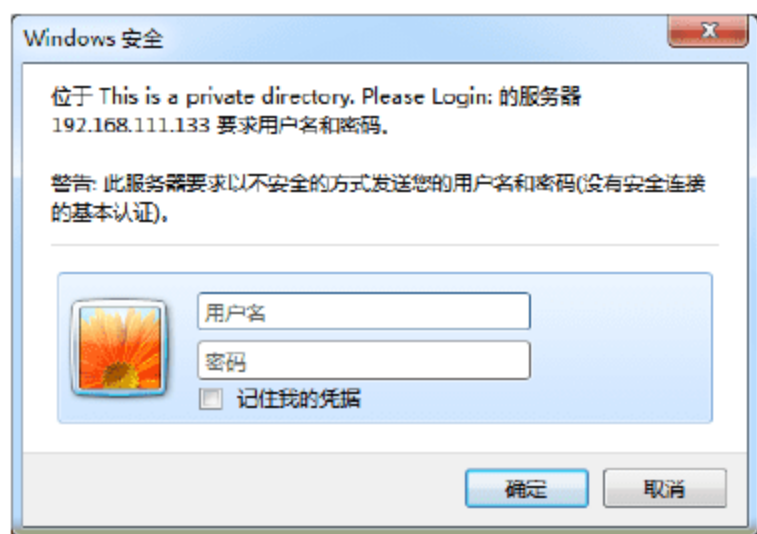 Windows 安全
位于 This is a private directory. Please Login: 的服务器
192.168.111.133 要求用户名和密码。
警告: 此服务器要求以不安全的方式发送您的用户名和密码(没有安全连接
的基本认证)。
用户名
密码
记住我的凭据
确定
取消